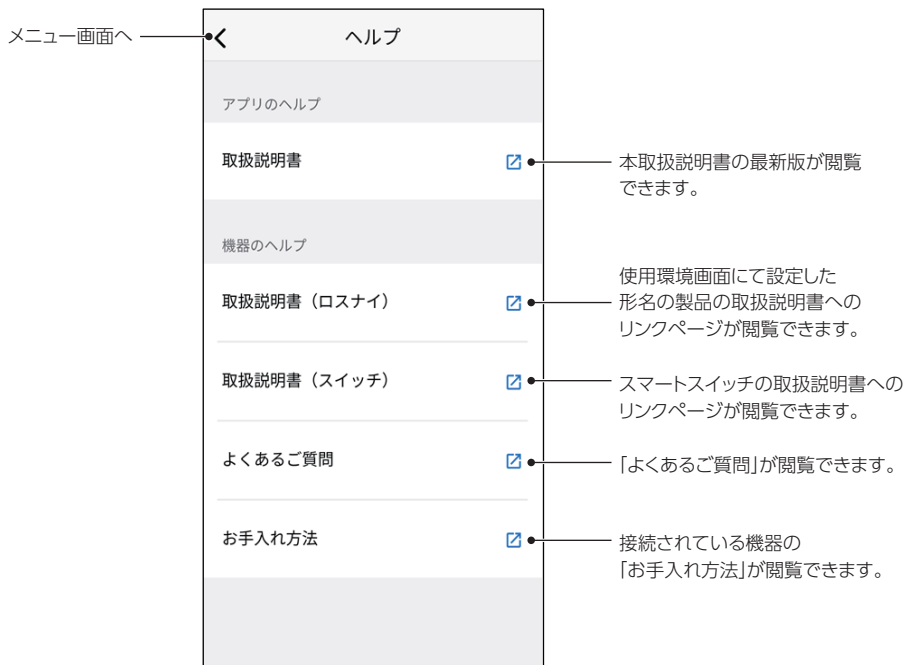 メニュー画面へ
ヘルプ
アプリのヘルプ
取扱説明書
本取扱説明書の最新版が閲覧
できます。
機器のヘルプ
取扱説明書（ロスナイ）
使用環境画面にて設定した
形名の製品の取扱説明書への
リンクページが閲覧できます。
取扱説明書（スイッチ）
スマートスイッチの取扱説明書への
リンクページが閲覧できます。
よくあるご質問
「よくあるご質問」が閲覧できます。
お手入れ方法
接続されている機器の
「お手入れ方法」が閲覧できます。